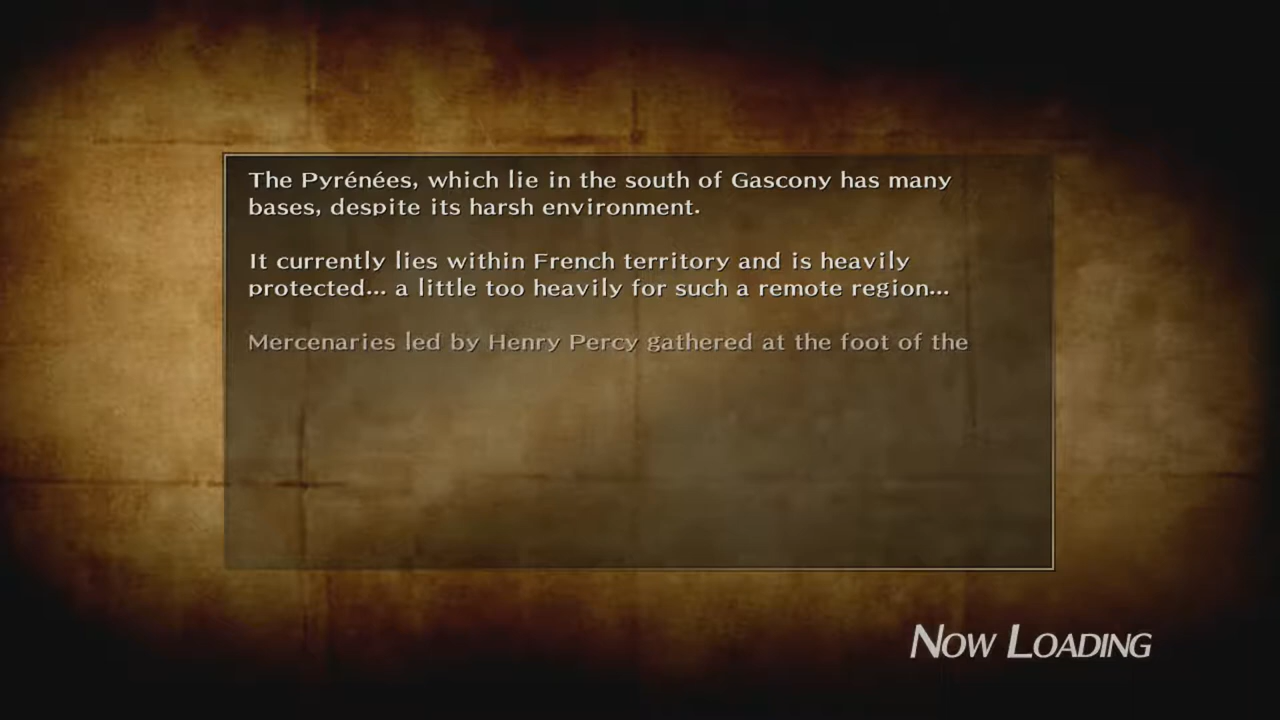 The Pyrénées, which lie in the south of Gascony has many
bases, despite its harsh environment.
It currently lies within French territory and is heavily
protected... a little too heavily for such a remote region...
Mercenaries led by Henry Percy gathered at the foot of the
Now Loading